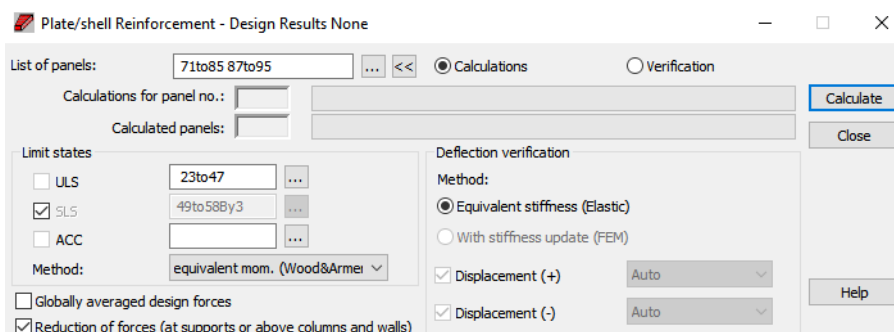 Plate/shell Reinforcement - Design Results None
List of panels: 71to85 87to95 ... << Calculations Verification
Calculations for panel no.: Calculate
Calculated panels: Close
Limit states Deflection verification
ULS 23to47 ... Method:
SLS 49to58By3 ... Equivalent stiffness (Elastic)
ACC ... With stiffness update (FEM)
Method: equivalent mom. (Wood&Armer Displacement (+) Auto
Help
Globally averaged design forces
Reduction of forces (at supports or above columns and walls) Displacement (-) Auto